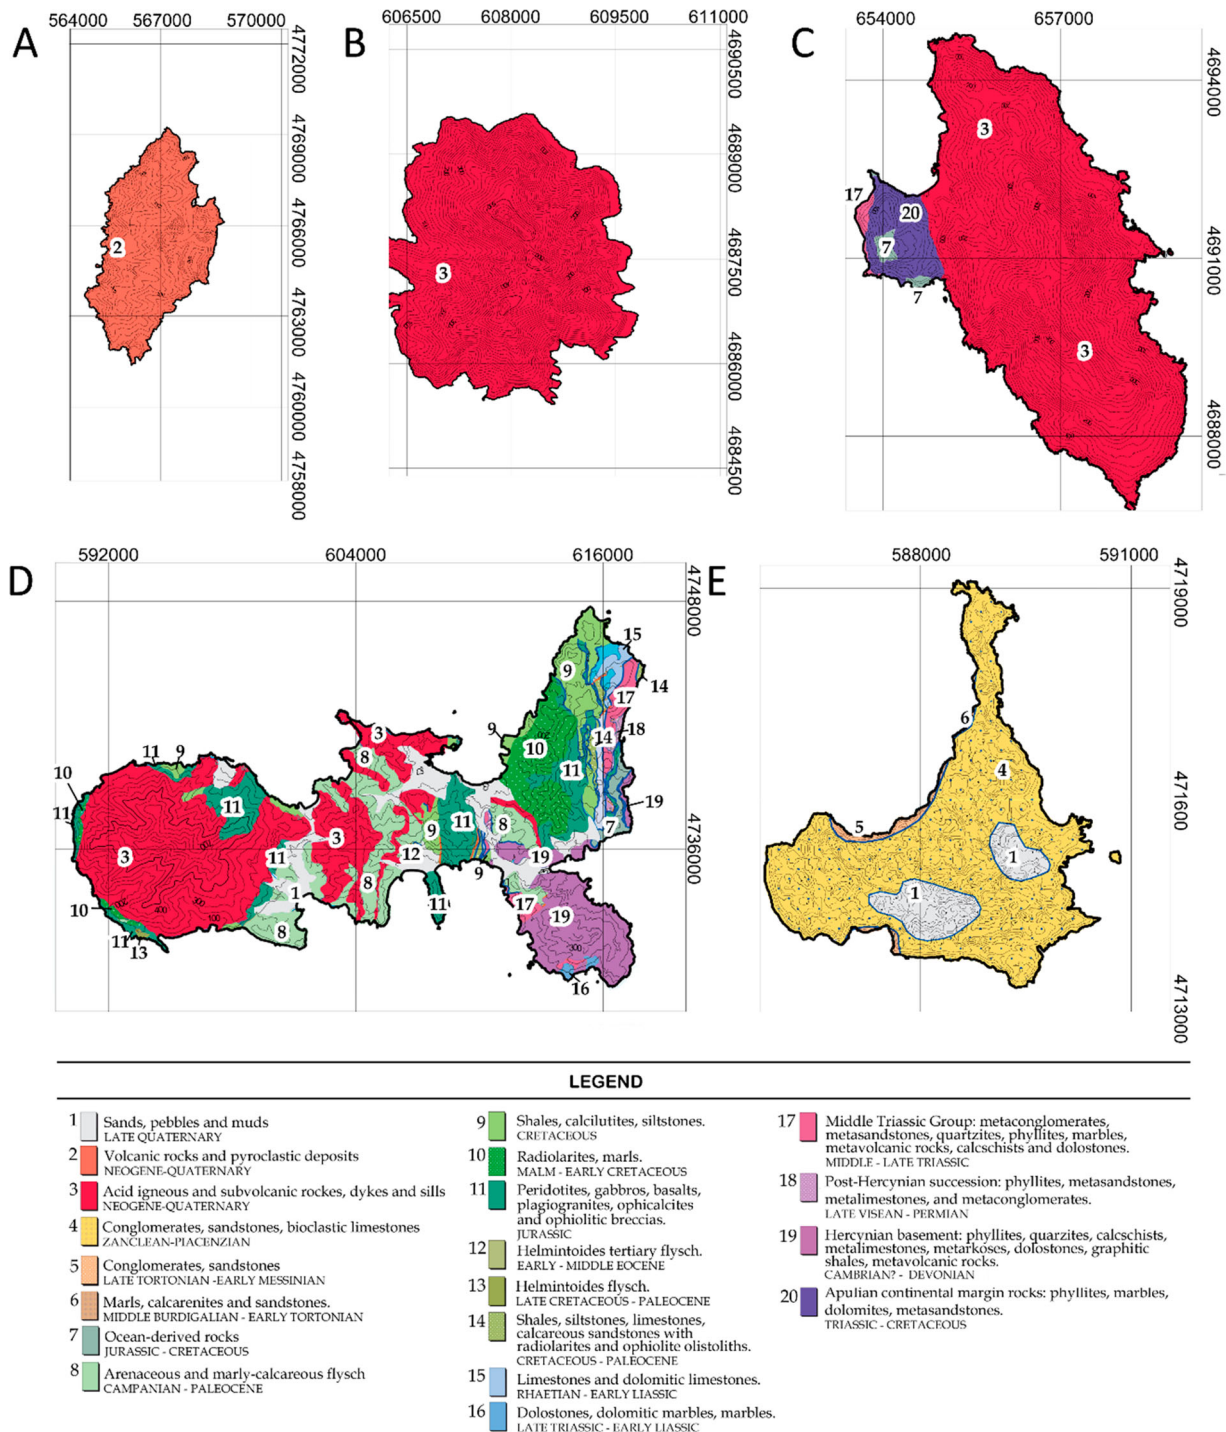 A
564000 567000 570000
4772000
4769000
4766000
4763000
4760000
4758000
2
B
606500 608000 609500 611000
4690500
4689000
4687500
4686000
4684500
3
C
654000 657000
4694000
4691000
4688000
3
17
20
7
7
3
D
592000 604000 616000
4748000
4736000
15
9
14
17
3
9
18
8
10
14
11 9
11
10
11
11
19
3
9
11
8
7
3
11
12
19
9
1
8
10
11
17
19
8
11
13
16
E
588000 591000
4719000
471600
4713000
6
4
5
1
1
LEGEND
1 Sands, pebbles and muds
LATE QUATERNARY
2 Volcanic rocks and pyroclastic deposits
NEOGENE-QUATERNARY
3 Acid igneous and subvolcanic rockes, dykes and sills
NEOGENE-QUATERNARY
4 Conglomerates, sandstones, bioclastic limestones
ZANCLEAN-PIACENZIAN
5 Conglomerates, sandstones
LATE TORTONIAN -EARLY MESSINIAN
6 Marls, calcarenites and sandstones.
MIDDLE BURDIGALIAN - EARLY TORTONIAN
7 Ocean-derived rocks
JURASSIC - CRETACEOUS
8 Arenaceous and marly-calcareous flysch
CAMPANIAN - PALEOCENE
9 Shales, calcilutites, siltstones.
CRETACEOUS
10 Radiolarites, marls.
MALM - EARLY CRETACEOUS
11 Peridotites, gabbros, basalts,
plagiogranites, ophicalcites
and ophiolitic breccias.
JURASSIC
12 Helmintoides tertiary flysch.
EARLY - MIDDLE EOCENE
13 Helmintoides flysch.
LATE CRETACEOUS - PALEOCENE
14 Shales, siltstones, limestones,
calcareous sandstones with
radiolarites and ophiolite olistoliths.
CRETACEOUS - PALEOCENE
15 Limestones and dolomitic limestones.
RHAETIAN - EARLY LIASSIC
16 Dolostones, dolomitic marbles, marbles.
LATE TRIASSIC - EARLY LIASSIC
17 Middle Triassic Group: metaconglomerates,
metasandstones, quartzites, phyllites, marbles,
metavolcanic rocks, calcschists and dolostones.
MIDDLE - LATE TRIASSIC
18 Post-Hercynian succession: phyllites, metasandstones,
metalimestones, and metaconglomerates.
LATE VISEAN - PERMIAN
19 Hercynian basement: phyllites, quarzites, calcschists,
metalimestones, metarkoses, dolostones, graphitic
shales, metavolcanic rocks.
CAMBRIAN? - DEVONIAN
20 Apulian continental margin rocks: phyllites, marbles,
dolomites, metasandstones.
TRIASSIC - CRETACEOUS